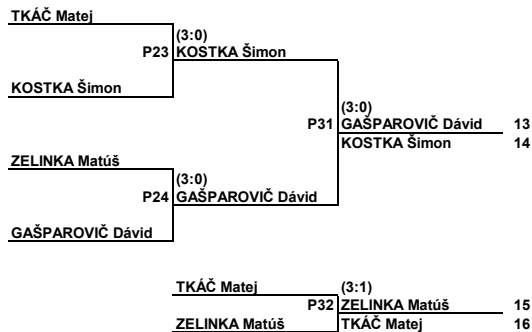 TKÁČ Matej
(3:0)
P23 KOSTKA Šimon
KOSTKA Šimon
(3:0)
P31 GAŠPAROVIČ Dávid 13
KOSTKA Šimon 14
ZELINKA Matúš
(3:0)
P24 GAŠPAROVIČ Dávid
GAŠPAROVIČ Dávid
TKÁČ Matej (3:1)
P32 ZELINKA Matúš 15
ZELINKA Matúš TKÁČ Matej 16